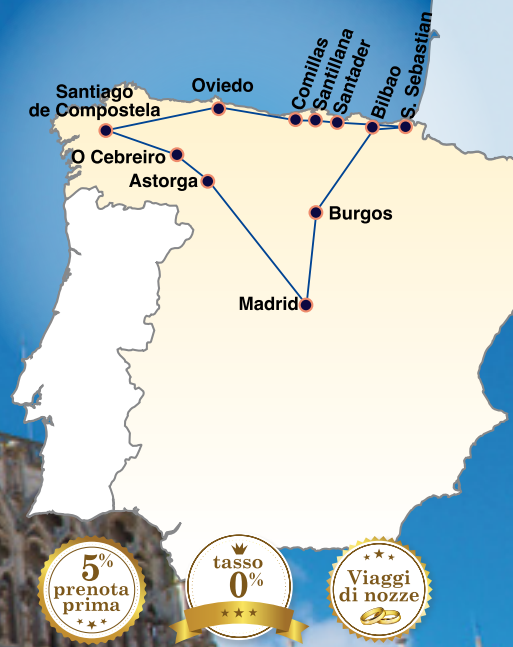 S. Sebastian
Comillas
Santillana
Santader
Bilbao
Oviedo
Santiago
de Compostela
O Cebreiro
Astorga
Burgos
Madrid
5%
prenota
prima
tasso
0%
Viaggi
di nozze